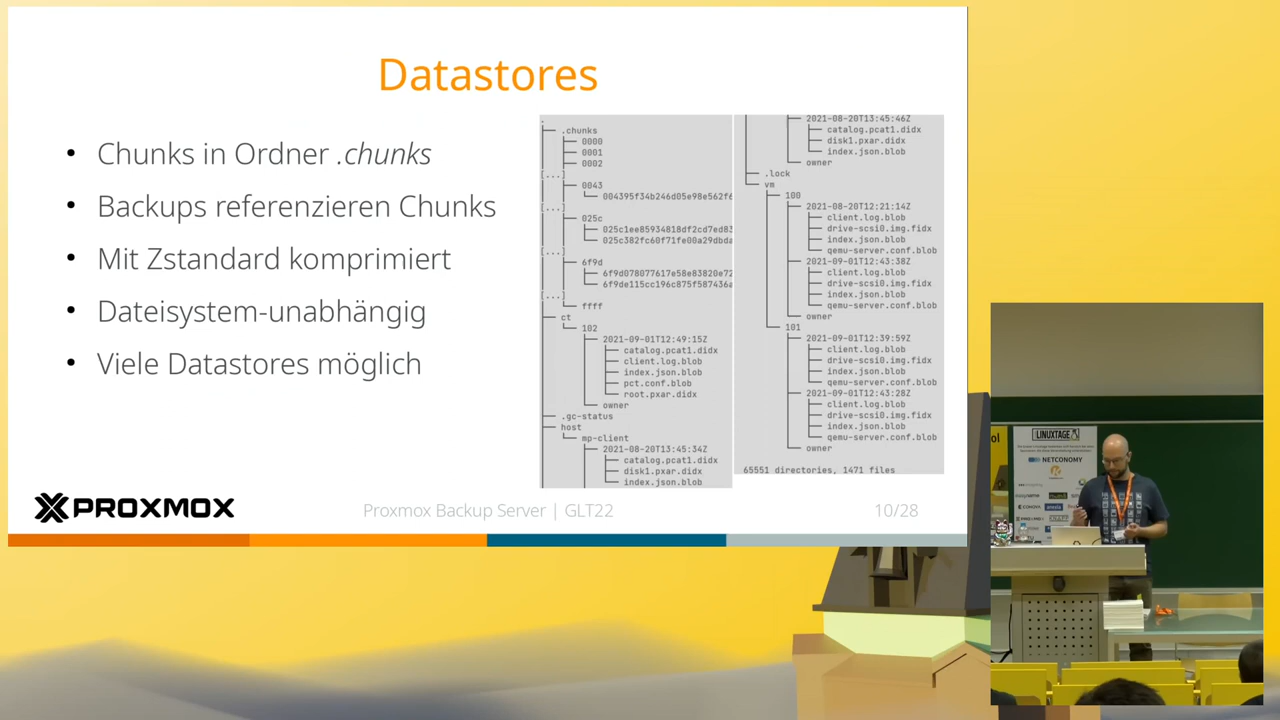 Datastores
• Chunks in Ordner .chunks
• Backups referenzieren Chunks
• Mit Zstandard komprimiert
• Dateisystem-unabhängig
• Viele Datastores möglich
.
.chunks
0000
0001
0002
[...]
0043
004395f34b246d05e98e562f6
[...]
025c
025c1ee85934818df2cd7ed83
025c382fc60f71fe00a29dbda
[...]
6f9d
6f9d078077617e58e83820e72
6f9de115cc196c875f587436a
[...]
ffff
ct
102
2021-09-01T12:49:15Z
catalog.pcat1.didx
client.log.blob
index.json.blob
pct.conf.blob
root.pxar.didx
owner
.gc-status
host
mp-client
2021-08-20T13:45:34Z
catalog.pcat1.didx
disk1.pxar.didx
index.json.blob
2021-08-20T13:45:46Z
catalog.pcat1.didx
disk1.pxar.didx
index.json.blob
owner
.lock
vm
100
2021-08-20T12:21:14Z
client.log.blob
drive-scsi0.img.fidx
index.json.blob
qemu-server.conf.blob
2021-09-01T12:43:38Z
client.log.blob
drive-scsi0.img.fidx
index.json.blob
qemu-server.conf.blob
owner
101
2021-09-01T12:39:59Z
client.log.blob
drive-scsi0.img.fidx
index.json.blob
qemu-server.conf.blob
2021-09-01T12:43:28Z
client.log.blob
drive-scsi0.img.fidx
index.json.blob
qemu-server.conf.blob
owner
65551 directories, 1471 files
PROXMOX
Proxmox Backup Server | GLT22
10/28
LINUXTAGE
NETCONOMY